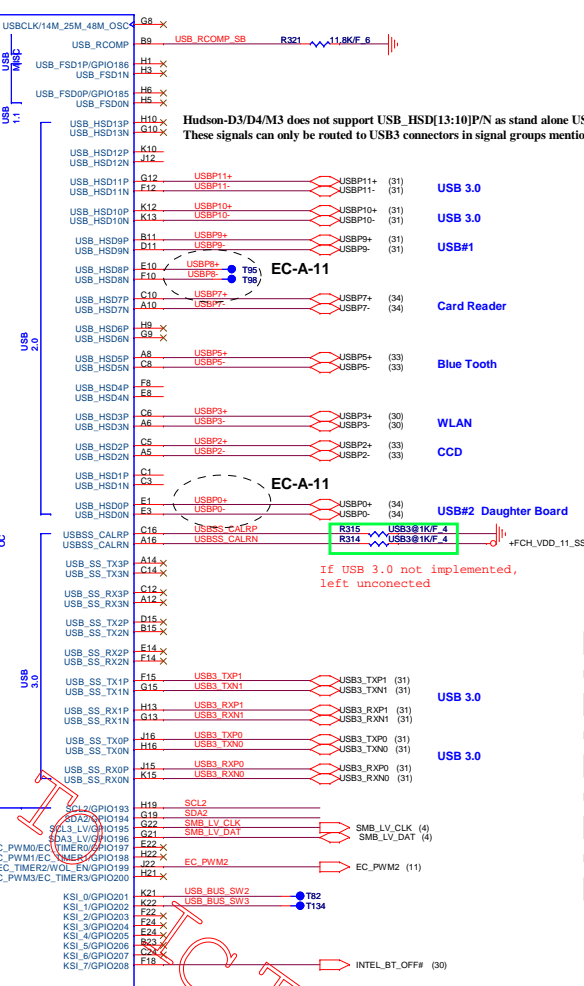 USBCLK/14M_25M_48M_OSC G8
USB_RCOMP B9 USB_RCOMP_SB R321 11.8K/F_6
USB MISC
USB_FSD1P/GPIO186 H1
USB_FSD1N H3
USB_FSD0P/GPIO185 H6
USB_FSD0N H5
USB 1.1
Hudson-D3/D4/M3 does not support USB_HSD[13:10]P/N as stand alone US
These signals can only be routed to USB3 connectors in signal groups mentio
USB_HSD13P H10
USB_HSD13N G10
USB_HSD12P K10
USB_HSD12N J12
USB_HSD11P G12 USBP11+ USBP11+ (31)
USB_HSD11N F12 USBP11- USBP11- (31)
USB 3.0
USB_HSD10P K12 USBP10+ USBP10+ (31)
USB_HSD10N K13 USBP10- USBP10- (31)
USB 3.0
USB_HSD9P B11 USBP9+ USBP9+ (31)
USB_HSD9N D11 USBP9- USBP9- (31)
USB#1
USB_HSD8P E10 USBP8+ T95
USB_HSD8N F10 USBP8- T98
EC-A-11
USB_HSD7P C10 USBP7+ USBP7+ (34)
USB_HSD7N A10 USBP7- USBP7- (34)
Card Reader
USB_HSD6P H9
USB_HSD6N G9
USB 2.0
USB_HSD5P A8 USBP5+ USBP5+ (33)
USB_HSD5N C8 USBP5- USBP5- (33)
Blue Tooth
USB_HSD4P F8
USB_HSD4N E8
USB_HSD3P C6 USBP3+ USBP3+ (30)
USB_HSD3N A6 USBP3- USBP3- (30)
WLAN
USB_HSD2P C5 USBP2+ USBP2+ (33)
USB_HSD2N A5 USBP2- USBP2- (33)
CCD
USB_HSD1P C1
USB_HSD1N C3
EC-A-11
USB_HSD0P E1 USBP0+ USBP0+ (34)
USB_HSD0N E3 USBP0- USBP0- (34)
USB#2 Daughter Board
OC
USBSS_CALRP C16 USBSS_CALRP R315 USB3@1K/F_4
USBSS_CALRN A16 USBSS_CALRN R314 USB3@1K/F_4 +FCH_VDD_11_SS
If USB 3.0 not implemented,
left unconected
USB_SS_TX3P A14
USB_SS_TX3N C14
USB_SS_RX3P C12
USB_SS_RX3N A12
USB_SS_TX2P D15
USB_SS_TX2N B15
USB_SS_RX2P E14
USB_SS_RX2N F14
USB 3.0
USB_SS_TX1P F15 USB3_TXP1 USB3_TXP1 (31)
USB_SS_TX1N G15 USB3_TXN1 USB3_TXN1 (31)
USB 3.0
USB_SS_RX1P H13 USB3_RXP1 USB3_RXP1 (31)
USB_SS_RX1N G13 USB3_RXN1 USB3_RXN1 (31)
USB_SS_TX0P J16 USB3_TXP0 USB3_TXP0 (31)
USB_SS_TX0N H16 USB3_TXN0 USB3_TXN0 (31)
USB 3.0
USB_SS_RX0P J15 USB3_RXP0 USB3_RXP0 (31)
USB_SS_RX0N K15 USB3_RXN0 USB3_RXN0 (31)
SCL2/GPIO193 H19 SCL2
SDA2/GPIO194 G19 SDA2
SCL3_LV/GPIO195 G22 SMB_LV_CLK SMB_LV_CLK (4)
SDA3_LV/GPIO196 G21 SMB_LV_DAT SMB_LV_DAT (4)
C_PWM0/EC_TIMER0/GPIO197 E22
C_PWM1/EC_TIMER1/GPIO198 H22
EC_TIMER2/WOL_EN/GPIO199 J22 EC_PWM2 EC_PWM2 (11)
C_PWM3/EC_TIMER3/GPIO200 H21
KSI_0/GPIO201 K21 USB_BUS_SW2 T82
KSI_1/GPIO202 K22 USB_BUS_SW3 T134
KSI_2/GPIO203 F22
KSI_3/GPIO204 F24
KSI_4/GPIO205 E24
KSI_5/GPIO206 B23
KSI_6/GPIO207 C24
KSI_7/GPIO208 F18 INTEL_BT_OFF# (30)